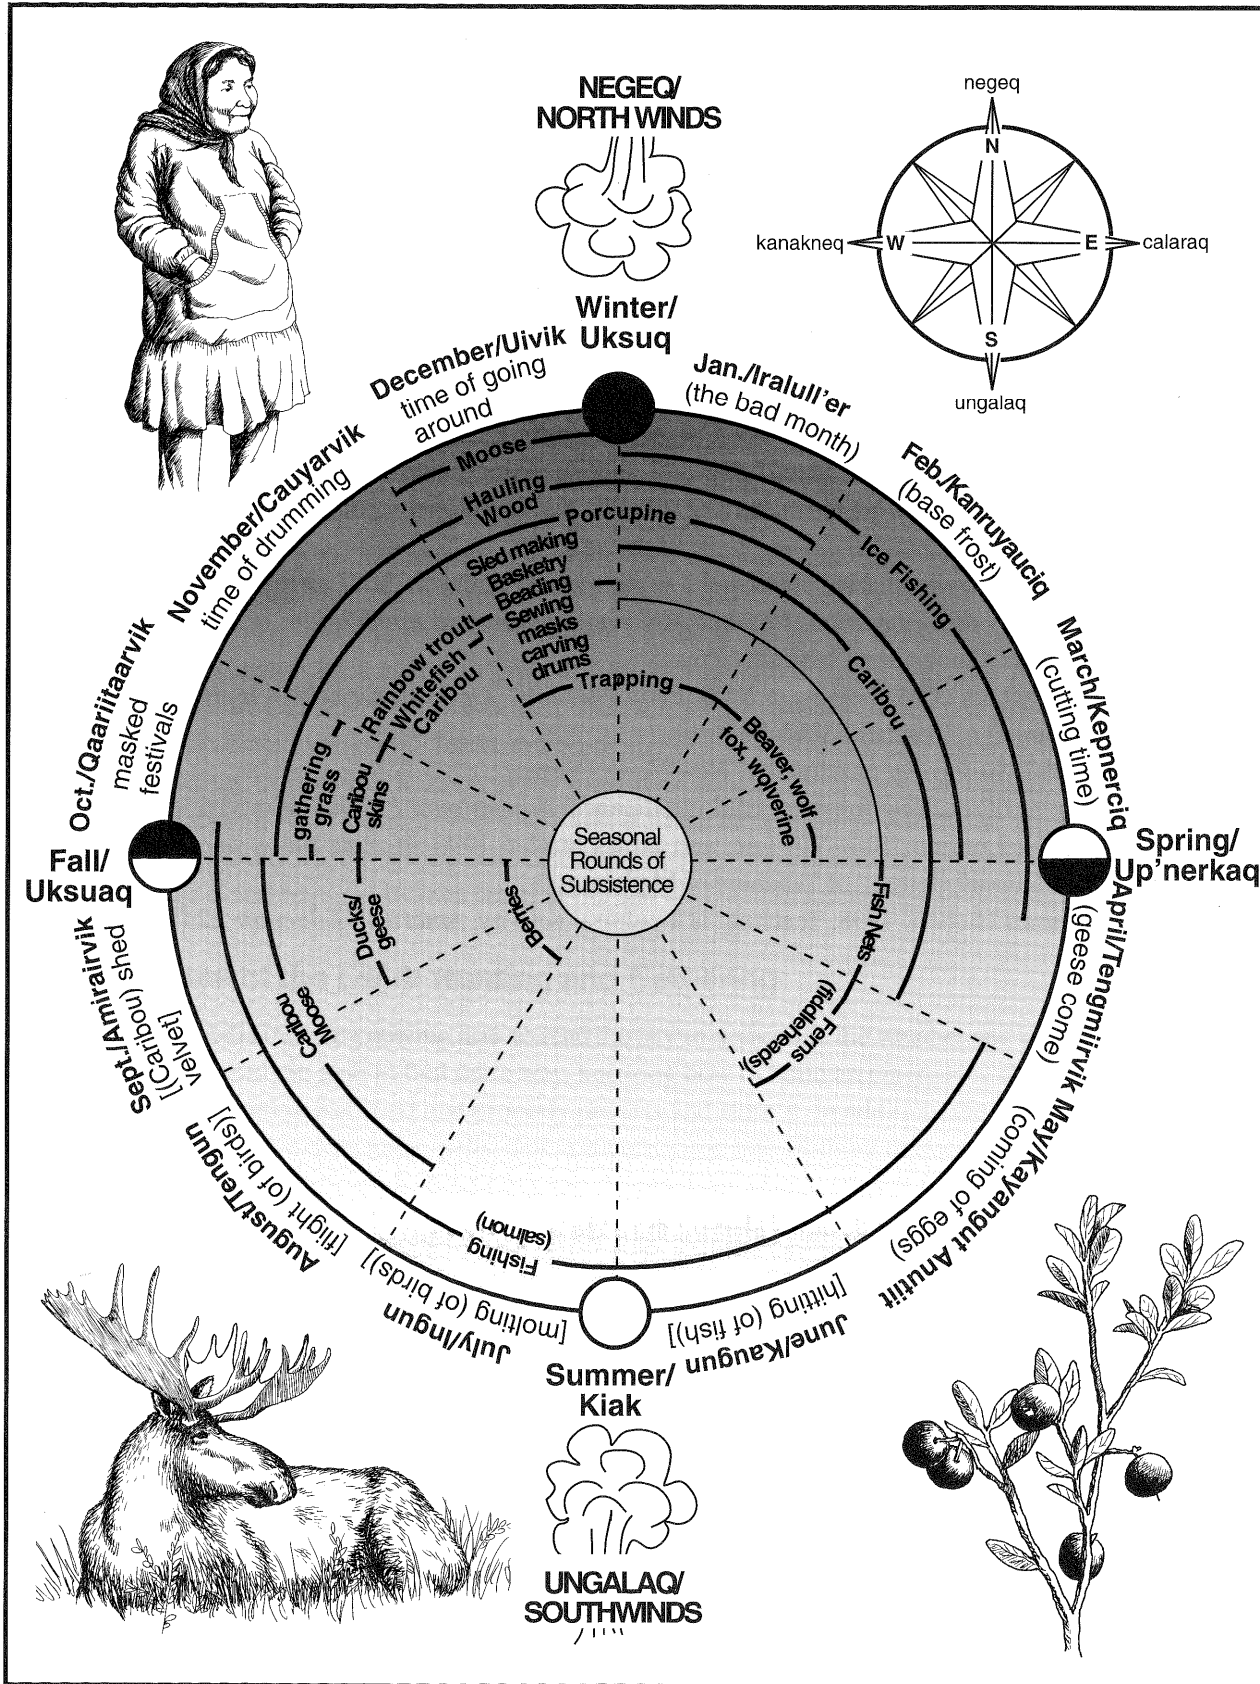 NEGEQ/
NORTH WINDS
negeq
N
kanakneq
W
E
calaraq
S
ungalaq
Winter/
Uksuq
December/Uivik
time of going
around
Jan./Iralull'er
(the bad month)
Feb./Kanruyauciq
(base frost)
March/Kepnerciq
(cutting time)
Spring/
Up'nerkaq
April/Tengmiirvik
(geese come)
May/Kayangut Anutiit
(coming of eggs)
June/Kaugun
[hitting (of fish)]
Summer/
Kiak
July/Ingun
[molting (of birds)]
August/Tengun
[flight (of birds)]
Sept./Amirairvik
[(Caribou) shed
velvet]
Fall/
Uksuaq
Oct./Qaariitaarvik
masked
festivals
November/Cauyarvik
time of drumming
Moose
Hauling
Wood
Porcupine
Sled making
Basketry
Beading
Sewing
masks
carving
drums
Trapping
Ice Fishing
Caribou
Beaver, wolf
fox, wolverine
Rainbow trout
Whitefish
Caribou
gathering
grass
Caribou
skins
Seasonal
Rounds of
Subsistence
Ducks/
geese
Berries
Fish Nets
Ferns
(fiddleheads)
Caribou
Moose
Fishing
(salmon)
UNGALAQ/
SOUTHWINDS